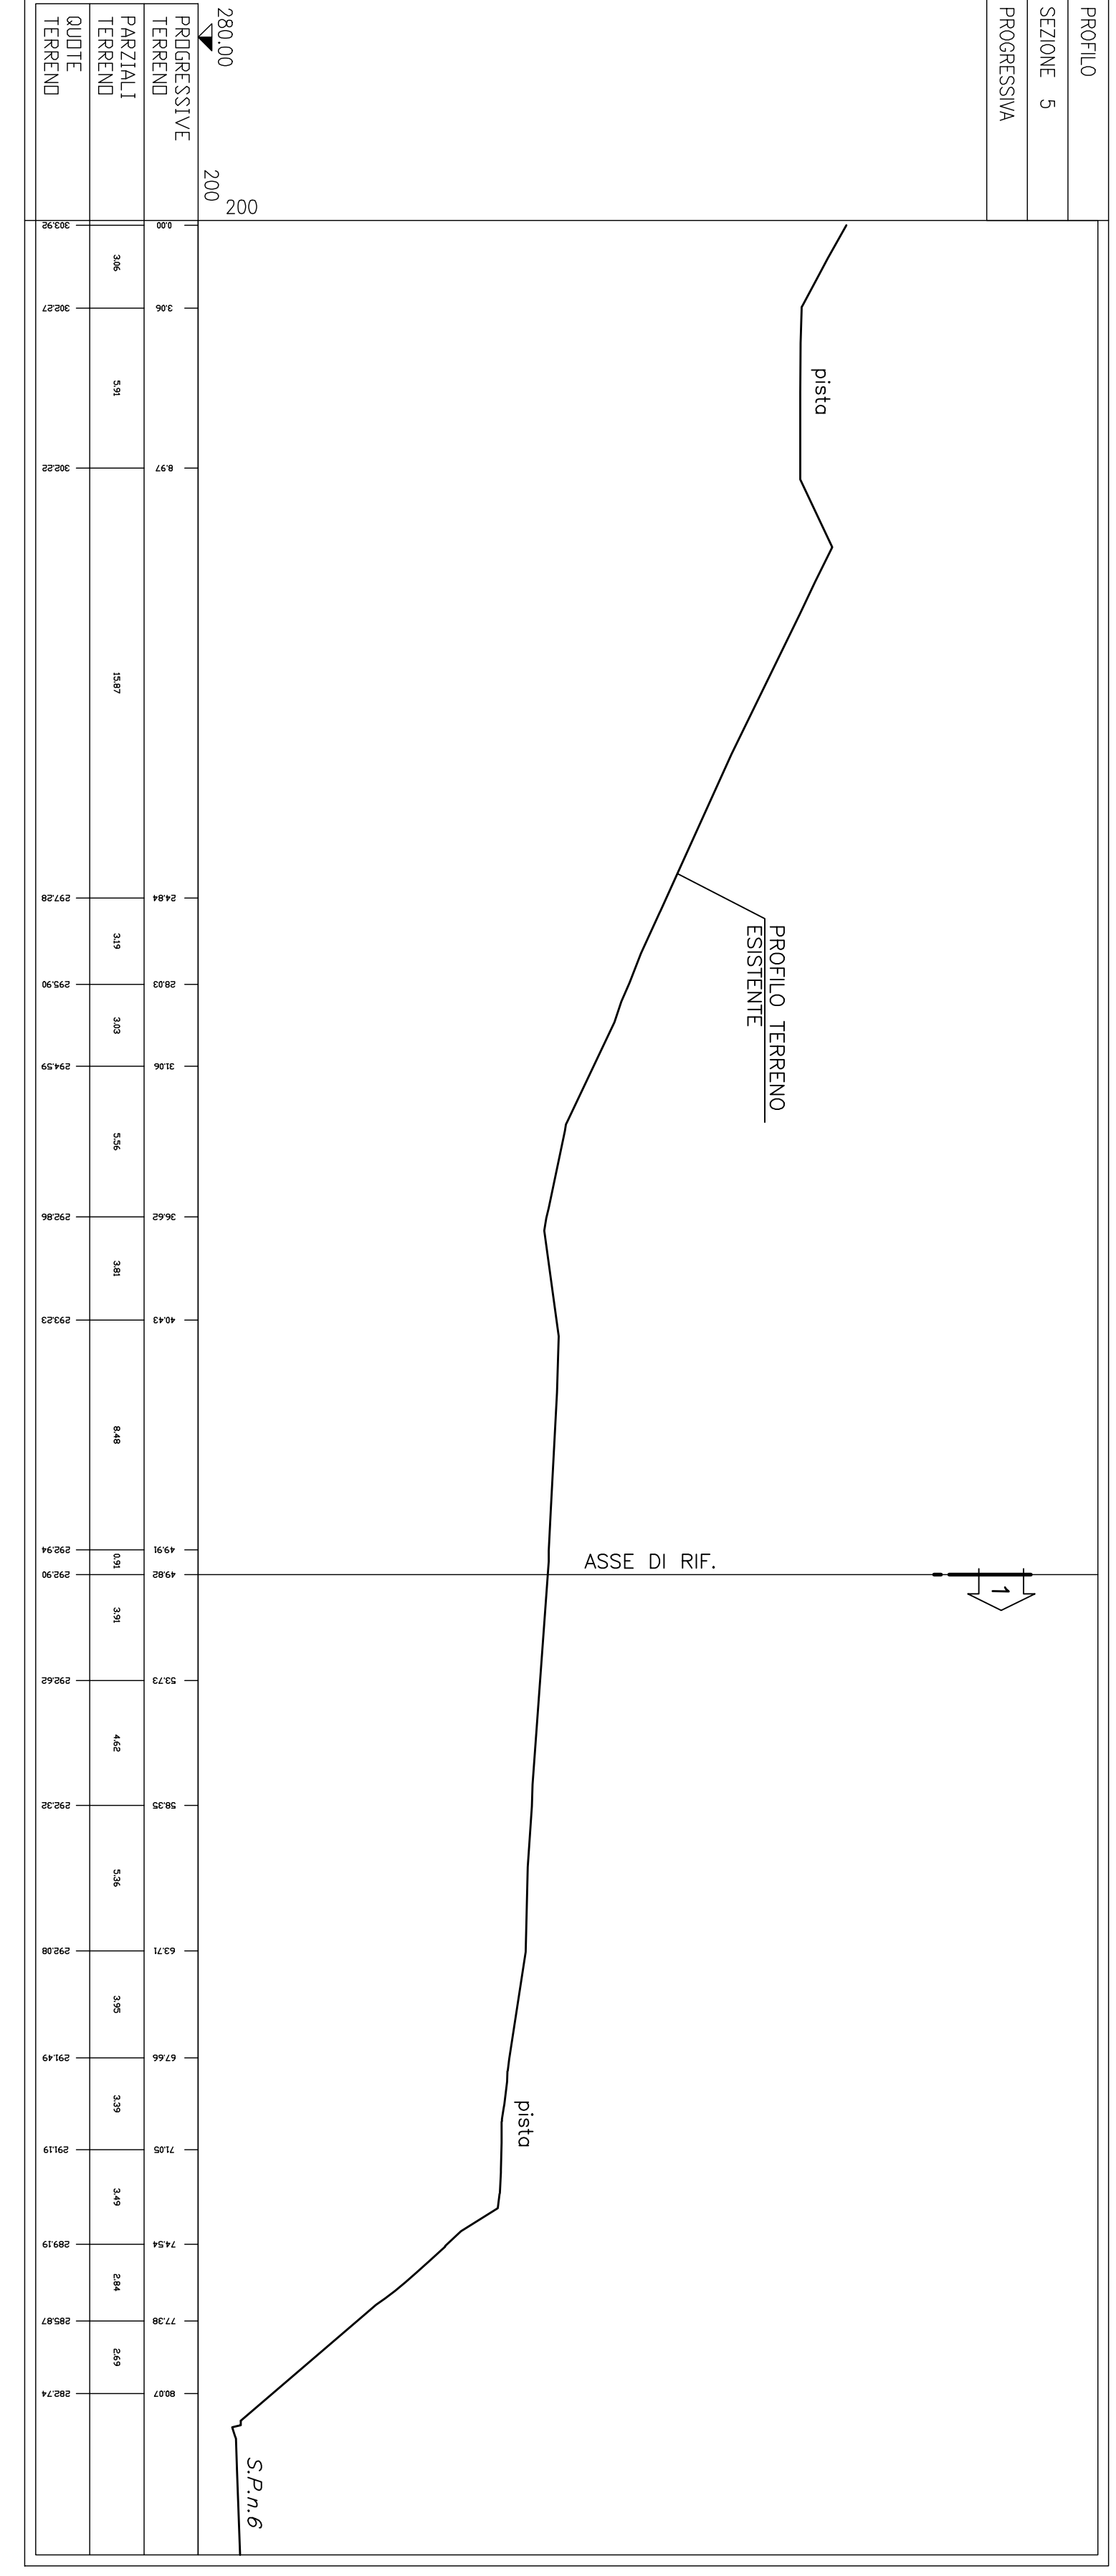 PROFILO
SEZIONE 5
PROGRESSIVA
pista
PROFILO TERRENO
ESISTENTE
ASSE DI RIF.
1
pista
S.P.n.6
280.00
200
200
PROGRESSIVE
TERRENO
0.00 3.06 8.97 24.84 28.03 31.06 36.62 40.43 49.91 49.82 53.73 58.35 63.71 67.66 71.05 74.54 77.38 80.07
PARZIALI
TERRENO
3.06 5.91 15.87 3.19 3.03 5.56 3.81 8.48 0.91 3.91 4.62 5.36 3.95 3.39 3.49 2.84 2.69
QUOTE
TERRENO
303.92 302.27 302.22 297.28 295.90 294.59 292.86 293.23 292.94 292.90 292.62 292.32 292.08 291.49 291.19 289.19 285.87 282.74